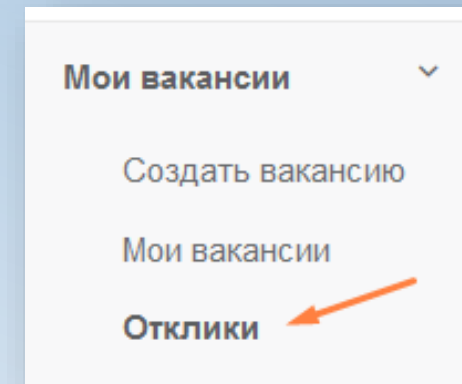 Мои вакансии
Создать вакансию
Мои вакансии
Отклики